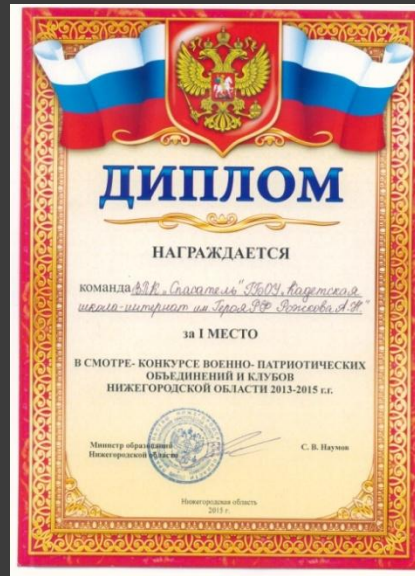 ДИПЛОМ
НАГРАЖДАЕТСЯ
команда ВПК „Спасатель" ГБОУ „Кадетская
школа-интернат им. Героя РФ Рожкова А.Н."
за I МЕСТО
В СМОТРЕ- КОНКУРСЕ ВОЕННО- ПАТРИОТИЧЕСКИХ
ОБЪЕДИНЕНИЙ И КЛУБОВ
НИЖЕГОРОДСКОЙ ОБЛАСТИ 2013-2015 г.г.
Министр образования
Нижегородской области
С. В. Наумов
Нижегородская область
2015 г.